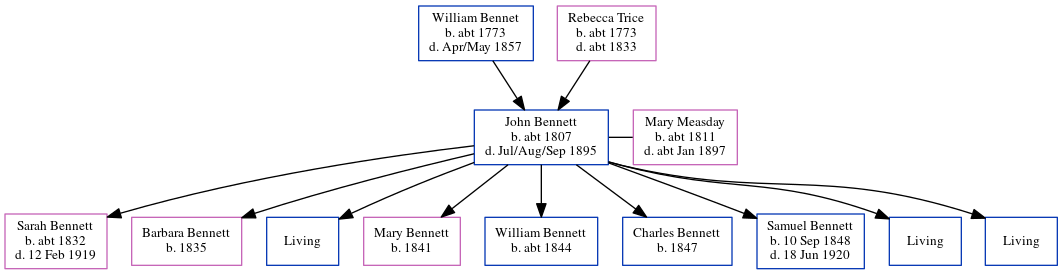 William Bennet
b. abt 1773
d. Apr/May 1857
Rebecca Trice
b. abt 1773
d. abt 1833
John Bennett
b. abt 1807
d. Jul/Aug/Sep 1895
Mary Measday
b. abt 1811
d. abt Jan 1897
Sarah Bennett
b. abt 1832
d. 12 Feb 1919
Barbara Bennett
b. 1835
Living
Mary Bennett
b. 1841
William Bennett
b. abt 1844
Charles Bennett
b. 1847
Samuel Bennett
b. 10 Sep 1848
d. 18 Jun 1920
Living
Living